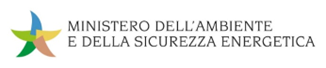 MINISTERO DELL'AMBIENTE
E DELLA SICUREZZA ENERGETICA